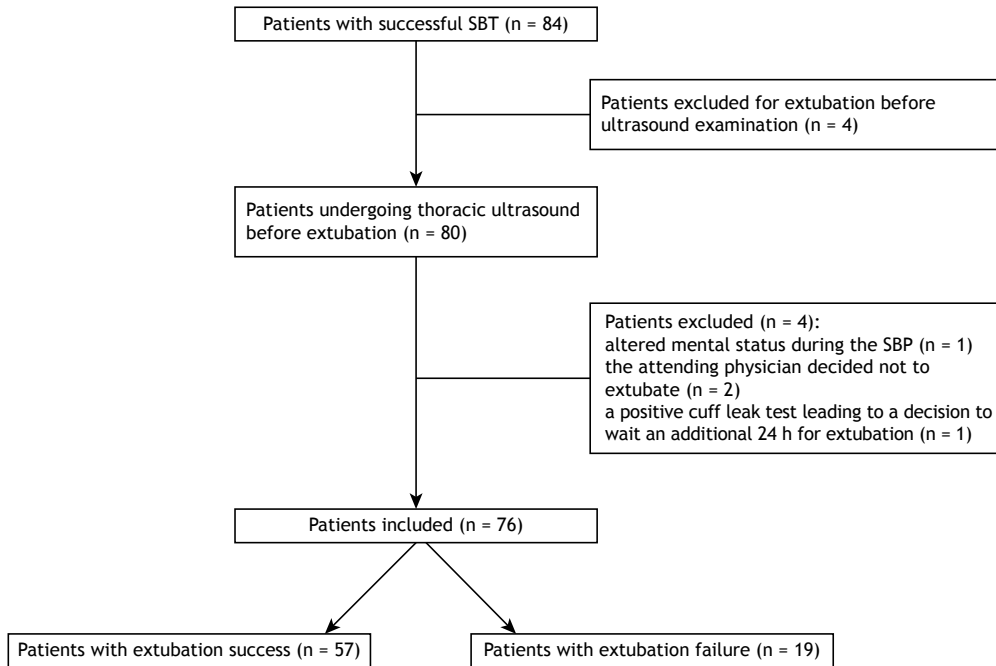 Patients with successful SBT (n = 84)
Patients excluded for extubation before
ultrasound examination (n = 4)
Patients undergoing thoracic ultrasound
before extubation (n = 80)
Patients excluded (n = 4):
altered mental status during the SBP (n = 1)
the attending physician decided not to
extubate (n = 2)
a positive cuff leak test leading to a decision to
wait an additional 24 h for extubation (n = 1)
Patients included (n = 76)
Patients with extubation success (n = 57)
Patients with extubation failure (n = 19)